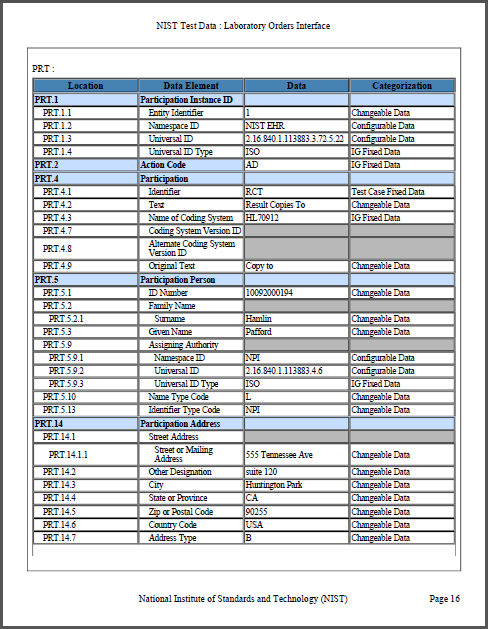 NIST Test Data : Laboratory Orders Interface
PRT :
Location Data Element Data Categorization
PRT.1 Participation Instance ID
PRT.1.1 Entity Identifier 1 Changeable Data
PRT.1.2 Namespace ID NIST EHR Configurable Data
PRT.1.3 Universal ID 2.16.840.1.113883.3.72.5.22 Configurable Data
PRT.1.4 Universal ID Type ISO IG Fixed Data
PRT.2 Action Code AD IG Fixed Data
PRT.4 Participation
PRT.4.1 Identifier RCT Test Case Fixed Data
PRT.4.2 Text Result Copies To Changeable Data
PRT.4.3 Name of Coding System HL70912 IG Fixed Data
PRT.4.7 Coding System Version ID
PRT.4.8 Alternate Coding System
Version ID
PRT.4.9 Original Text Copy to Changeable Data
PRT.5 Participation Person
PRT.5.1 ID Number 10092000194 Changeable Data
PRT.5.2 Family Name
PRT.5.2.1 Surname Hamlin Changeable Data
PRT.5.3 Given Name Pafford Changeable Data
PRT.5.9 Assigning Authority
PRT.5.9.1 Namespace ID NPI Configurable Data
PRT.5.9.2 Universal ID 2.16.840.1.113883.4.6 Configurable Data
PRT.5.9.3 Universal ID Type ISO IG Fixed Data
PRT.5.10 Name Type Code L Changeable Data
PRT.5.13 Identifier Type Code NPI Changeable Data
PRT.14 Participation Address
PRT.14.1 Street Address
PRT.14.1.1 Street or Mailing
Address 555 Tennessee Ave Changeable Data
PRT.14.2 Other Designation suite 120 Changeable Data
PRT.14.3 City Huntington Park Changeable Data
PRT.14.4 State or Province CA Changeable Data
PRT.14.5 Zip or Postal Code 90255 Changeable Data
PRT.14.6 Country Code USA Changeable Data
PRT.14.7 Address Type B Changeable Data
National Institute of Standards and Technology (NIST) Page 16